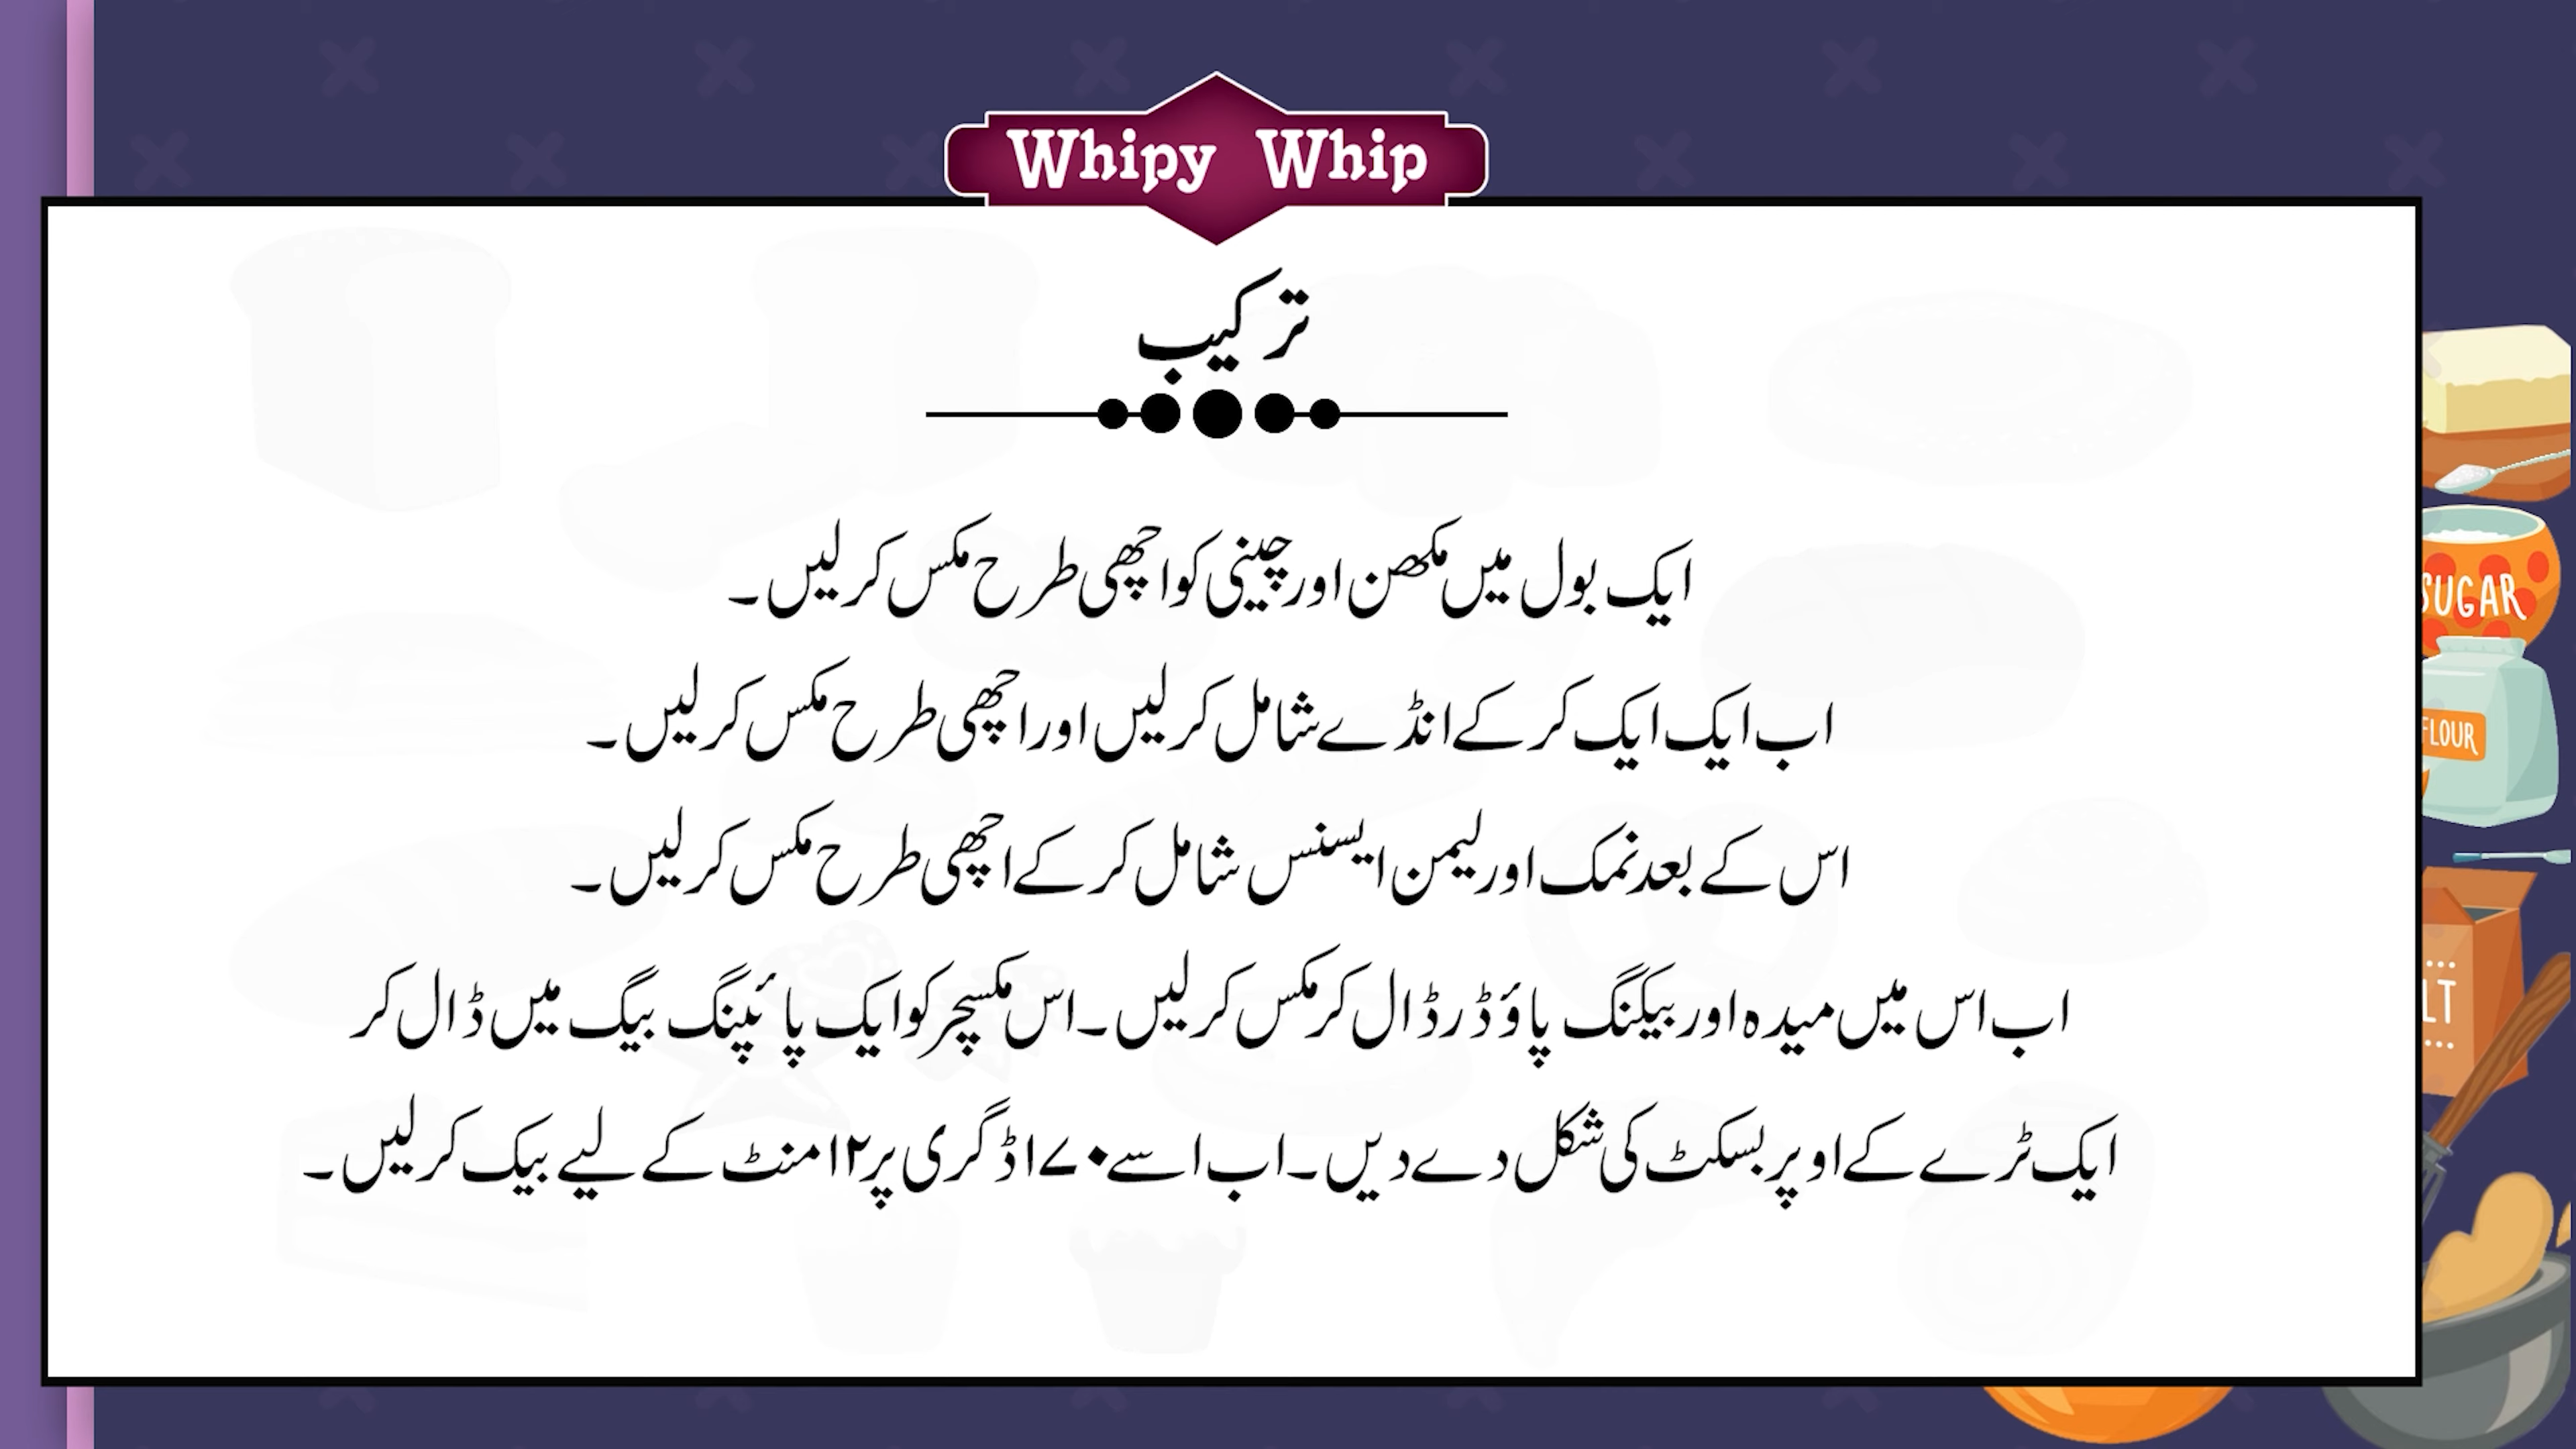 Whipy Whip
ترکیب
ایک بول میں مکھن اور چینی کو اچھی طرح مکس کرلیں۔
اب ایک ایک کر کے انڈے شامل کرلیں اور اچھی طرح مکس کرلیں۔
اس کے بعد نمک اور لیمن ایسنس شامل کر کے اچھی طرح مکس کرلیں۔
اب اس میں میدہ اور بیکنگ پاؤڈر ڈال کر مکس کرلیں۔ اس مکسچر کو ایک پائپنگ بیگ میں ڈال کر
ایک ٹرے کے اوپر بسکٹ کی شکل دے دیں۔ اب اسے ۱۷۰ ڈگری پر ۱۲ منٹ کے لیے بیک کرلیں۔
SUGAR
FLOUR
LT